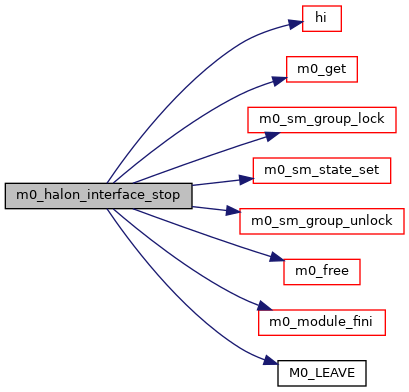 hi
m0_get
m0_sm_group_lock
m0_sm_state_set
m0_halon_interface_stop
m0_sm_group_unlock
m0_free
m0_module_fini
M0_LEAVE